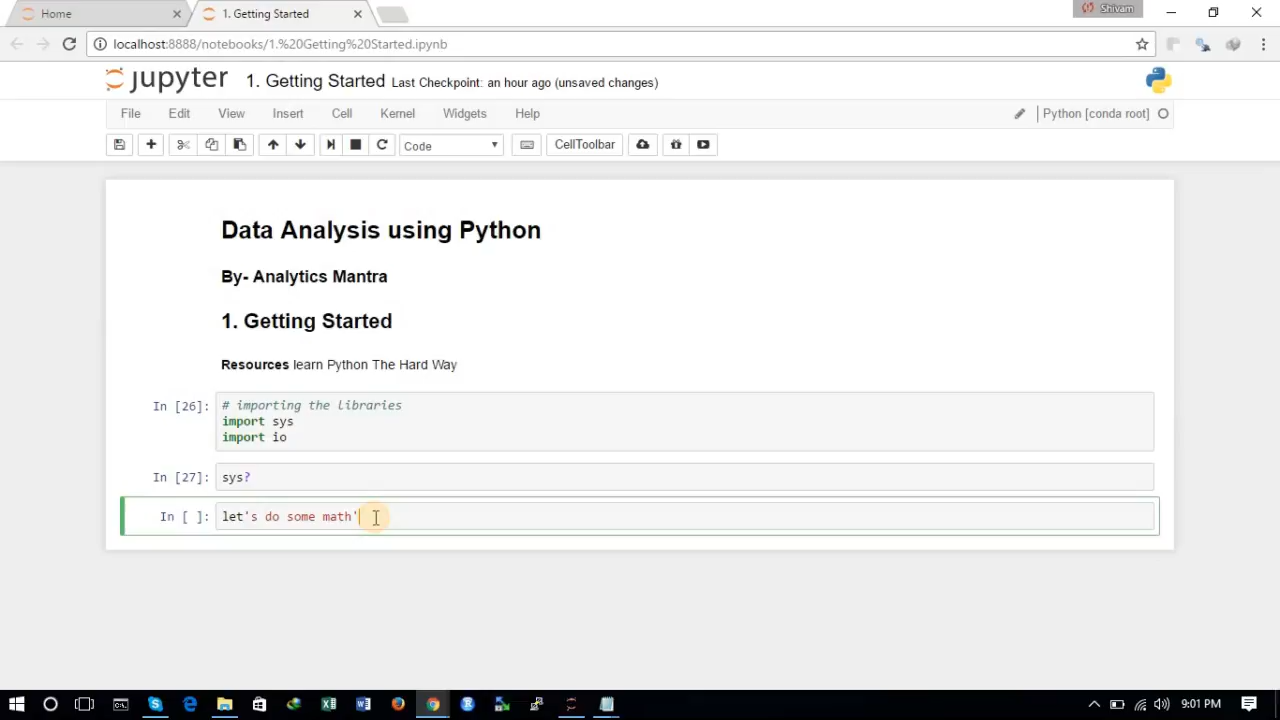 Home
1. Getting Started
Shivam
localhost:8888/notebooks/1.%20Getting%20Started.ipynb
jupyter 1. Getting Started Last Checkpoint: an hour ago (unsaved changes)
File Edit View Insert Cell Kernel Widgets Help Python [conda root]
Code CellToolbar
Data Analysis using Python
By- Analytics Mantra
1. Getting Started
Resources learn Python The Hard Way
In [26]: # importing the libraries
import sys
import io
In [27]: sys?
In [ ]: let's do some math'
9:01 PM